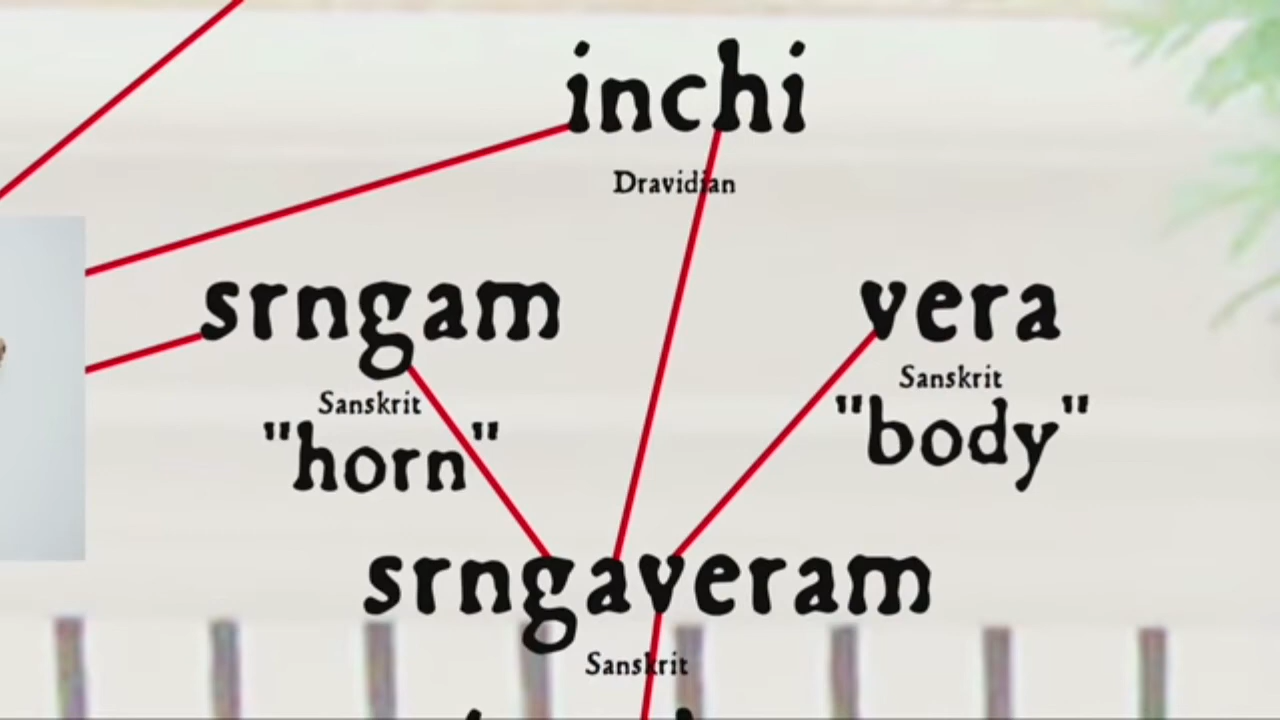 inchi
Dravidian
srngam
Sanskrit
"horn"
vera
Sanskrit
"body"
srngaveram
Sanskrit